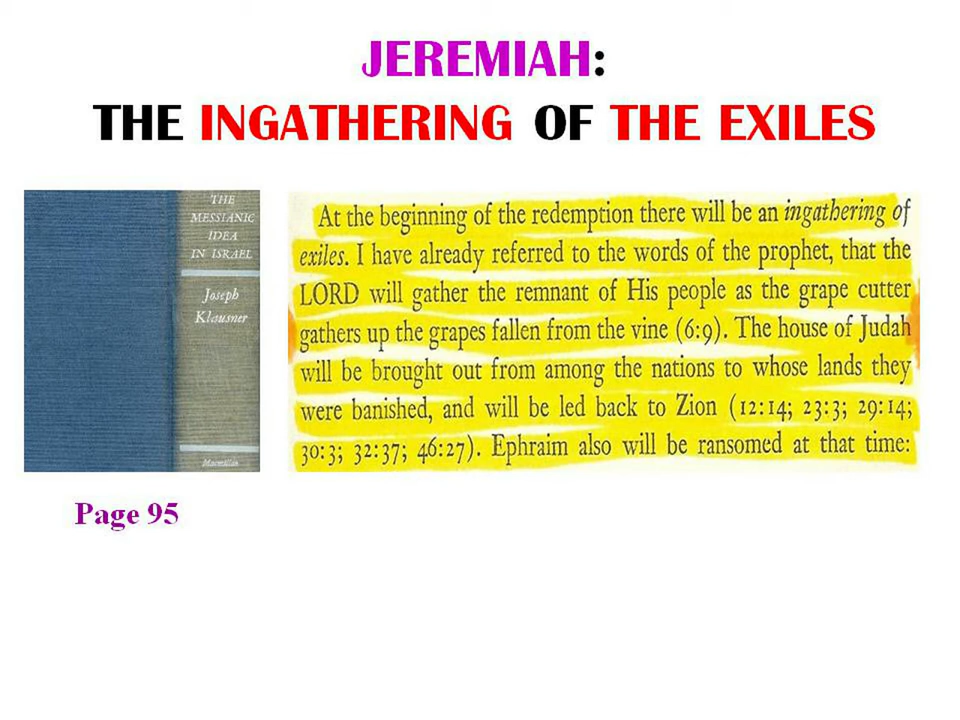 JEREMIAH:
THE INGATHERING OF THE EXILES
THE
MESSIANIC
IDEA
IN ISRAEL
Joseph
Klausner
Macmillan
At the beginning of the redemption there will be an ingathering of
exiles. I have already referred to the words of the prophet, that the
LORD will gather the remnant of His people as the grape cutter
gathers up the grapes fallen from the vine (6:9). The house of Judah
will be brought out from among the nations to whose lands they
were banished, and will be led back to Zion (12:14; 23:3; 29:14;
30:3; 32:37; 46:27). Ephraim also will be ransomed at that time:
Page 95